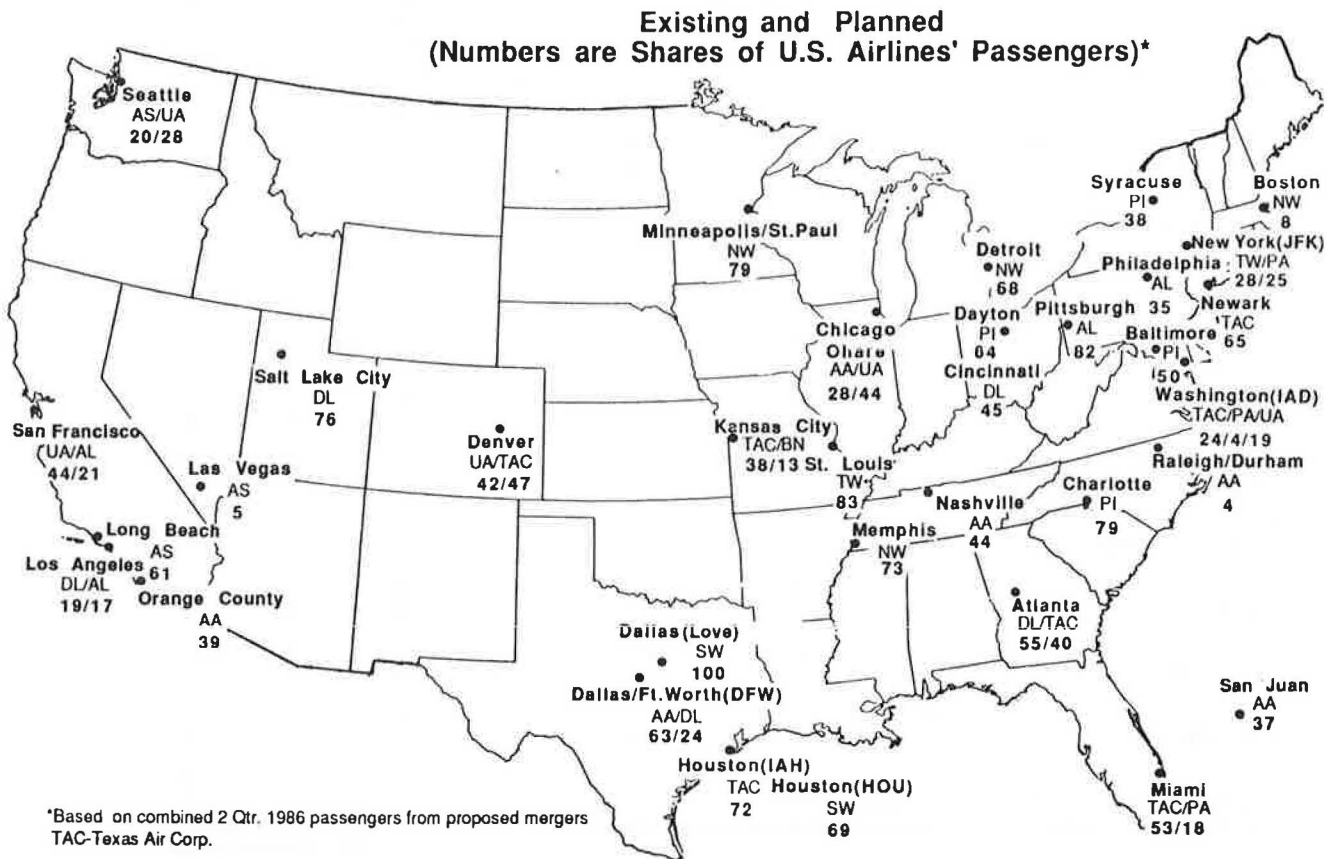 Existing and Planned
(Numbers are Shares of U.S. Airlines' Passengers)*
Seattle
AS/UA
20/28
Minneapolis/St.Paul
NW
79
Syracuse
PI
38
Boston
NW
8
New York(JFK)
TW/PA
28/25
Detroit
NW
68
Philadelphia
AL
35
Newark
TAC
65
Chicago
Ohare
AA/UA
28/44
Dayton
PI
64
Pittsburgh
AL
82
Baltimore
PI
50
Cincinnati
DL
45
Washington(IAD)
TAC/PA/UA
24/4/19
Salt Lake City
DL
76
San Francisco
UA/AL
44/21
Denver
UA/TAC
42/47
Kansas City
TAC/BN
38/13
St. Louis
TW
83
Las Vegas
AS
5
Raleigh/Durham
AA
4
Nashville
AA
44
Charlotte
PI
79
Long Beach
AS
61
Los Angeles
DL/AL
19/17
Orange County
AA
39
Memphis
NW
73
Atlanta
DL/TAC
55/40
Dallas(Love)
SW
100
Dallas/Ft.Worth(DFW)
AA/DL
63/24
San Juan
AA
37
Houston(IAH)
TAC
72
Houston(HOU)
SW
69
Miami
TAC/PA
53/18
*Based on combined 2 Qtr. 1986 passengers from proposed mergers
TAC-Texas Air Corp.